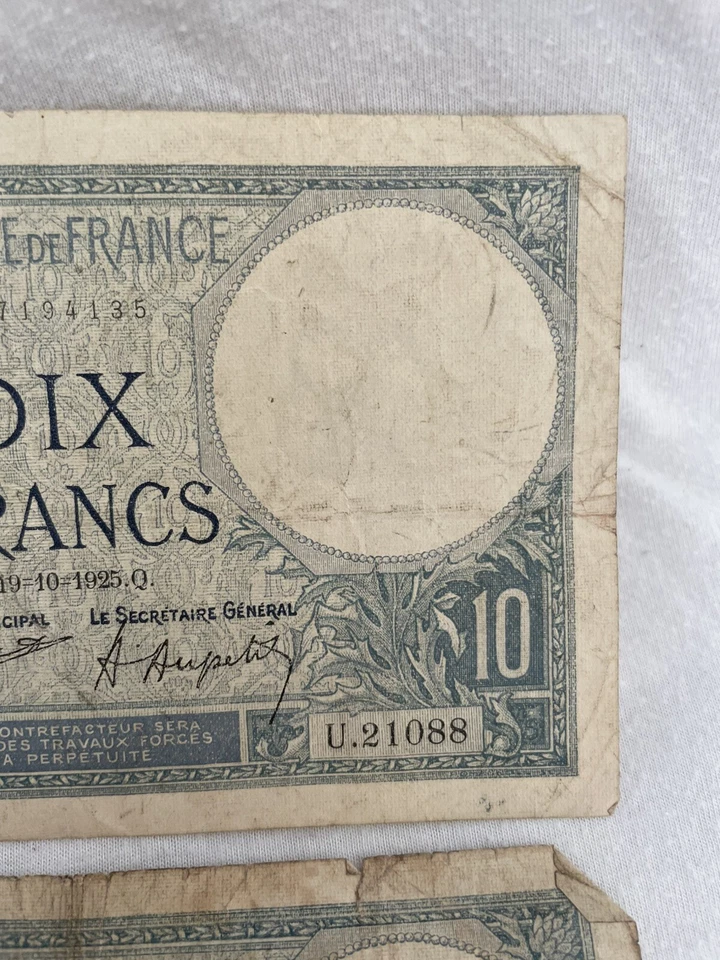 E DE FRANCE
7194135
DIX
RANCS
19-10-1925.Q.
CIPAL LE SECRÉTAIRE GÉNÉRAL
A. Aupetit
10
CONTREFACTEUR SERA
DES TRAVAUX FORCÉS
A PERPÉTUITÉ
U.21088